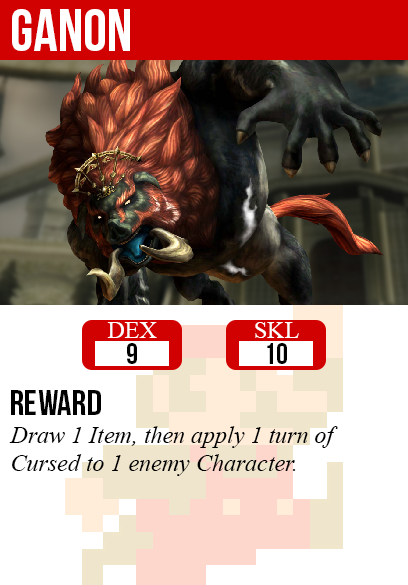 GANON
DEX
SKL
9
10
REWARD
Draw 1 Item, then apply 1 turn of
Cursed to 1 enemy Character.